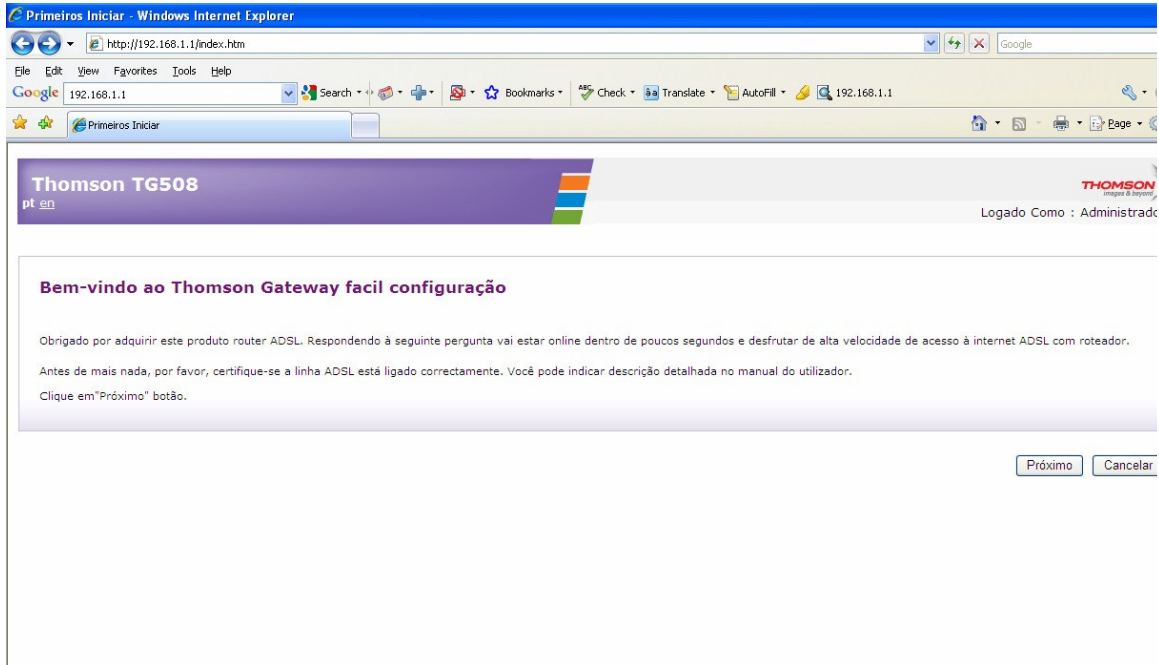 Primeiros Iniciar - Windows Internet Explorer
http://192.168.1.1/index.htm
Google
File Edit View Favorites Tools Help
Google 192.168.1.1 Search Bookmarks Check Translate AutoFill 192.168.1.1
Primeiros Iniciar Page
Thomson TG508
pt en
THOMSON
images & beyond
Logado Como : Administrado
Bem-vindo ao Thomson Gateway facil configuração
Obrigado por adquirir este produto router ADSL. Respondendo à seguinte pergunta vai estar online dentro de poucos segundos e desfrutar de alta velocidade de acesso à internet ADSL com roteador.
Antes de mais nada, por favor, certifique-se a linha ADSL está ligado correctamente. Você pode indicar descrição detalhada no manual do utilizador.
Clique em"Próximo" botão.
Próximo Cancelar